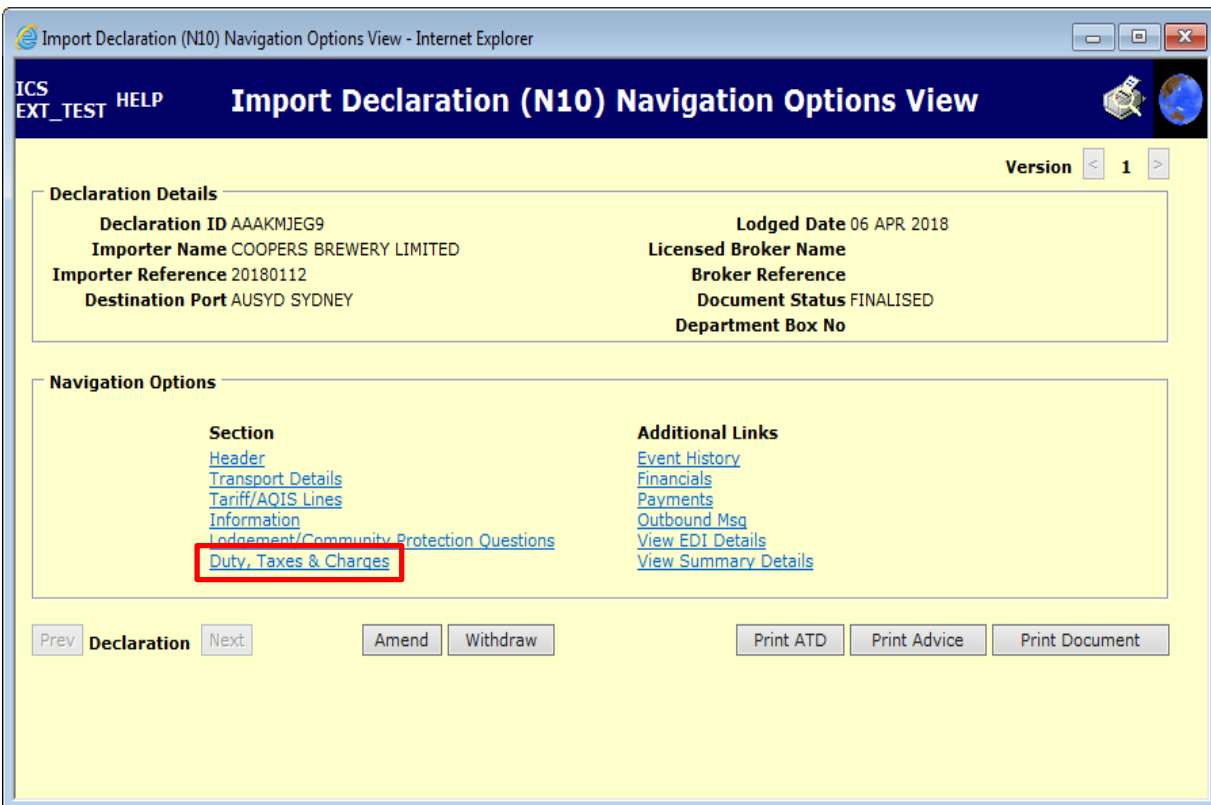 Import Declaration (N10) Navigation Options View - Internet Explorer
ICS
EXT_TEST HELP Import Declaration (N10) Navigation Options View
Version < 1 >
Declaration Details
Declaration ID AAAKMJEG9 Lodged Date 06 APR 2018
Importer Name COOPERS BREWERY LIMITED Licensed Broker Name
Importer Reference 20180112 Broker Reference
Destination Port AUSYD SYDNEY Document Status FINALISED
Department Box No
Navigation Options
Section Additional Links
Header Event History
Transport Details Financials
Tariff/AQIS Lines Payments
Information Outbound Msg
Lodgement/Community Protection Questions View EDI Details
Duty, Taxes & Charges View Summary Details
Prev Declaration Next Amend Withdraw Print ATD Print Advice Print Document